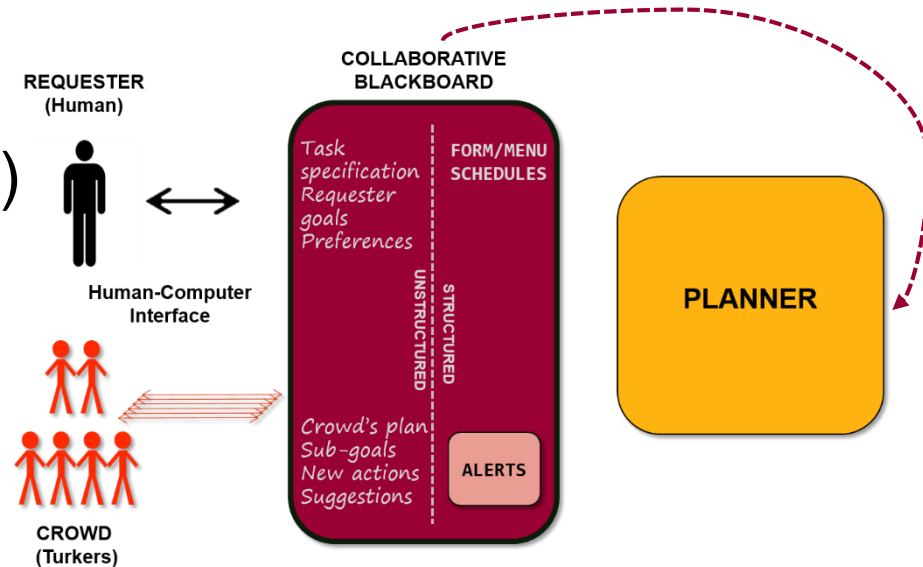 COLLABORATIVE
BLACKBOARD
REQUESTER
(Human)
)
Task
specification
Requester
goals
Preferences
FORM/MENU
SCHEDULES
UNSTRUCTURED
STRUCTURED
Human-Computer
Interface
PLANNER
Crowd's plan
Sub-goals
New actions
Suggestions
ALERTS
CROWD
(Turkers)